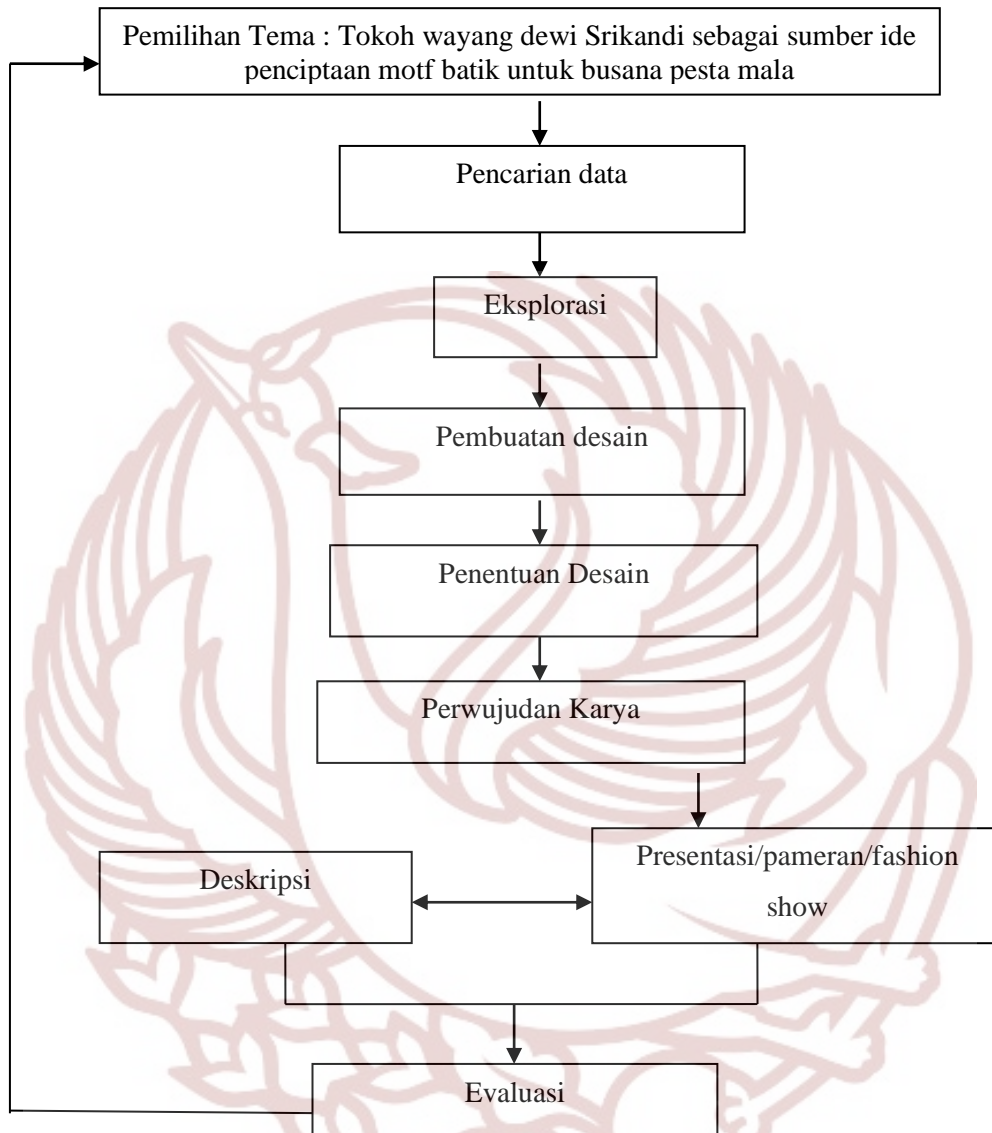 Pemilihan Tema : Tokoh wayang dewi Srikandi sebagai sumber ide
penciptaan motf batik untuk busana pesta mala
Pencarian data
Eksplorasi
Pembuatan desain
Penentuan Desain
Perwujudan Karya
Presentasi/pameran/fashion
show
Deskripsi
Evaluasi